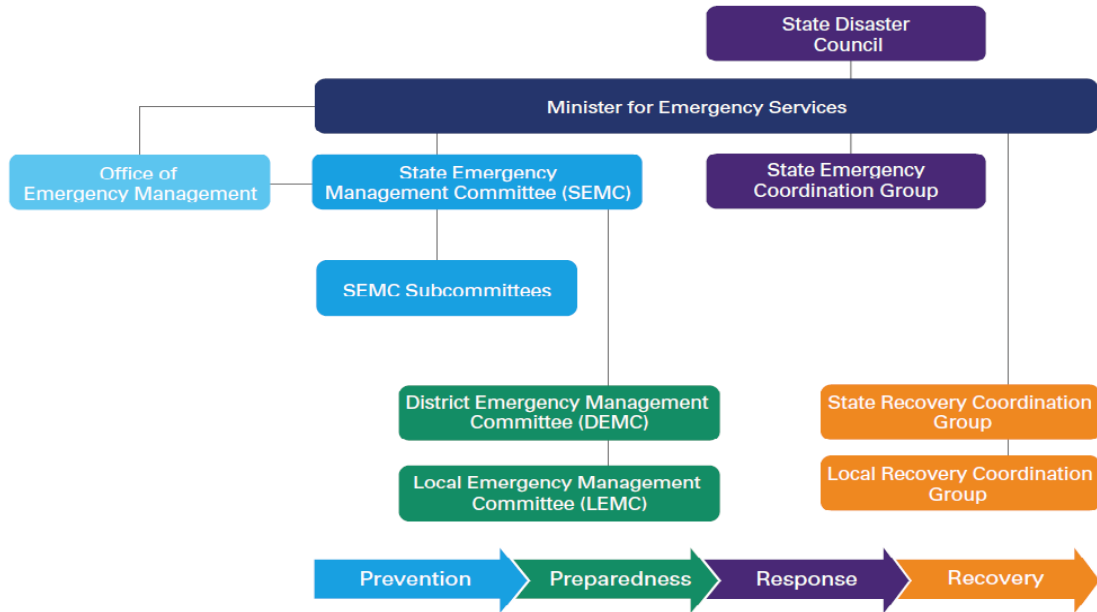 State Disaster
Council
Minister for Emergency Services
Office of
Emergency Management
State Emergency
Management Committee (SEMC)
State Emergency
Coordination Group
SEMC Subcommittees
District Emergency Management
Committee (DEMC)
State Recovery Coordination
Group
Local Emergency Management
Committee (LEMC)
Local Recovery Coordination
Group
Prevention
Preparedness
Response
Recovery